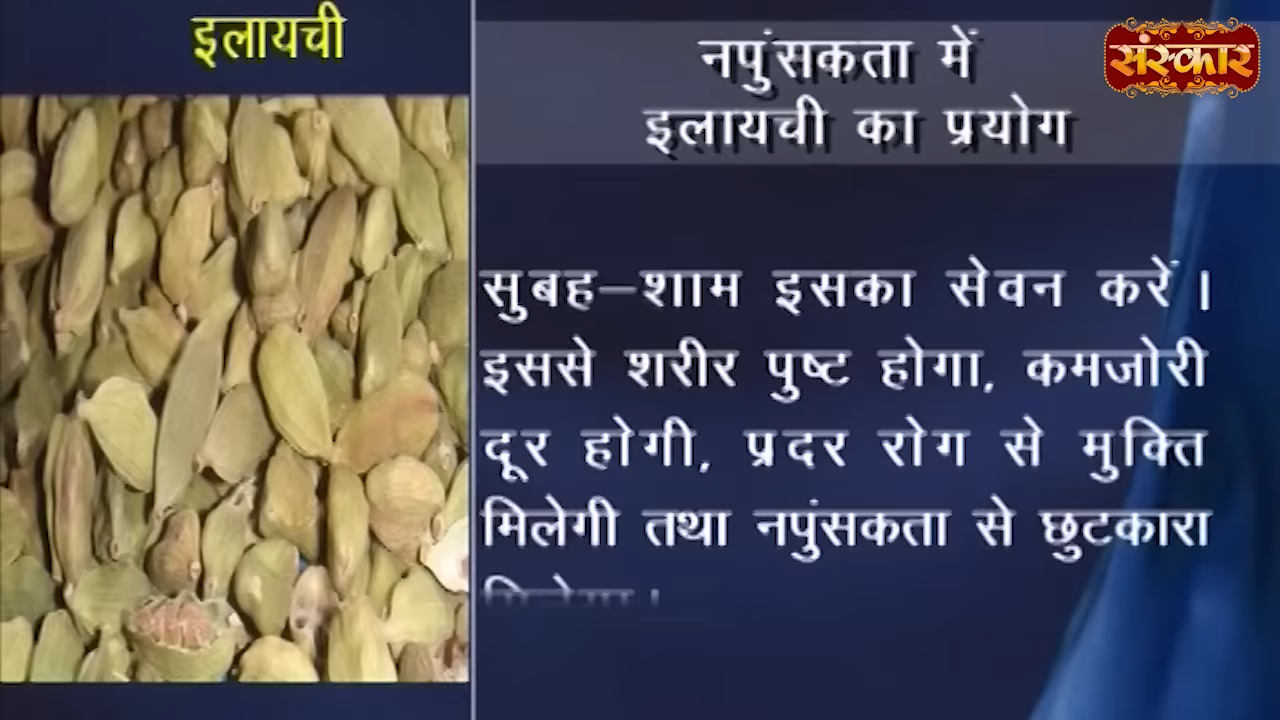 इलायची
संस्कार
नपुंसकता में
इलायची का प्रयोग
सुबह–शाम इसका सेवन करें।
इससे शरीर पुष्ट होगा, कमजोरी
दूर होगी, प्रदर रोग से मुक्ति
मिलेगी तथा नपुंसकता से छुटकारा